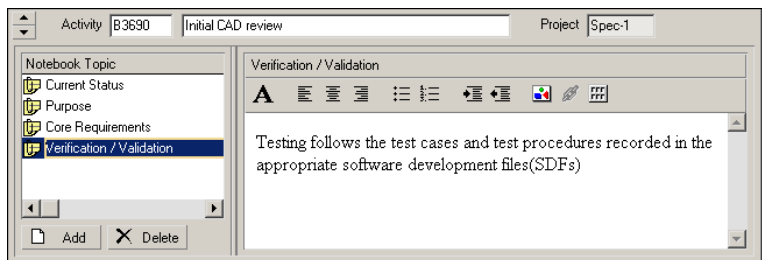 Activity B3690 Initial CAD review Project Spec-1
Notebook Topic
Current Status
Purpose
Core Requirements
Verification / Validation
Add Delete
Verification / Validation
A
Testing follows the test cases and test procedures recorded in the
appropriate software development files(SDFs)